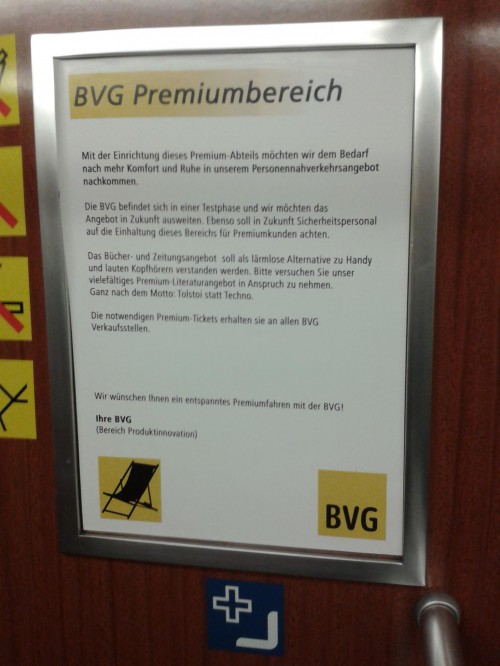 BVG Premiumbereich
Mit der Einrichtung dieses Premium-Abteils möchten wir dem Bedarf
nach mehr Komfort und Ruhe in unserem Personennahverkehrsangebot
nachkommen.
Die BVG befindet sich in einer Testphase und wir möchten das
Angebot in Zukunft ausweiten. Ebenso soll in Zukunft Sicherheitspersonal
auf die Einhaltung dieses Bereichs für Premiumkunden achten.
Das Bücher- und Zeitungsangebot soll als lärmlose Alternative zu Handy
und lauten Kopfhörern verstanden werden. Bitte versuchen Sie unser
vielefältiges Premium-Literaturangebot in Anspruch zu nehmen.
Ganz nach dem Motto: Tolstoi statt Techno.
Die notwendigen Premium-Tickets erhalten sie an allen BVG
Verkaufsstellen.
Wir wünschen Ihnen ein entspanntes Premiumfahren mit der BVG!
Ihre BVG
(Bereich Produktinnovation)
BVG